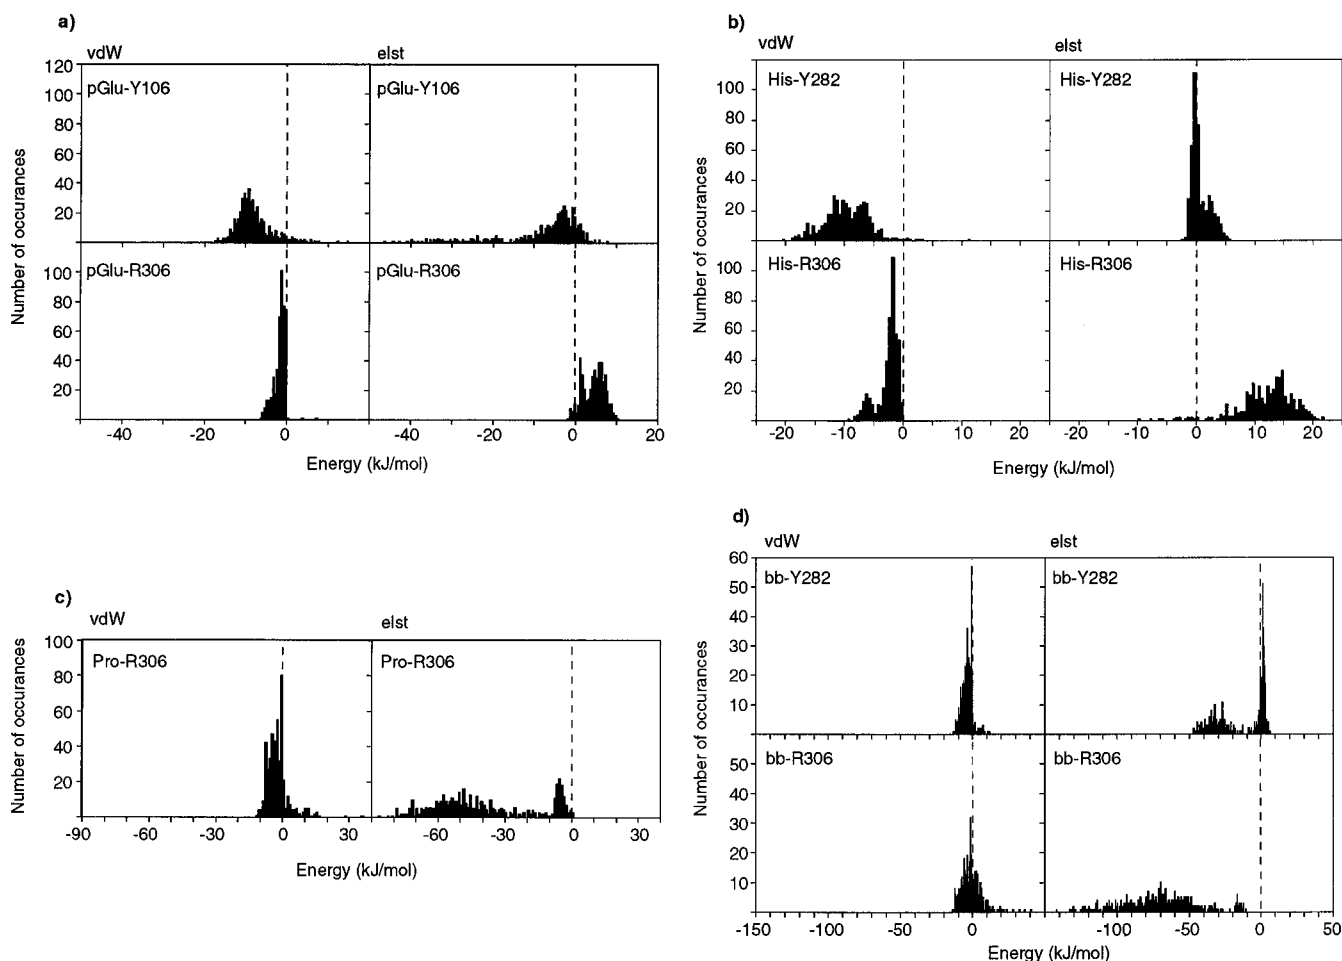 a)
vdW elst
Number of occurances
120
100
80
60
40
20
pGlu-Y106 pGlu-Y106
100
80
60
40
20
pGlu-R306 pGlu-R306
-40 -20 0 -40 -20 0 20
Energy (kJ/mol)
b)
vdW elst
Number of occurances
100
80
60
40
20
His-Y282 His-Y282
100
80
60
40
20
His-R306 His-R306
-20 -10 0 10 20 -20 -10 0 10 20
Energy (kJ/mol)
c)
vdW elst
Number of occurances
100
80
60
40
20
Pro-R306 Pro-R306
-90 -60 -30 0 -60 -30 0 30
Energy (kJ/mol)
d)
vdW elst
Number of occurances
60
50
40
30
20
10
bb-Y282 bb-Y282
50
40
30
20
10
bb-R306 bb-R306
-150 -100 -50 0 -100 -50 0 50
Energy (kJ/mol)